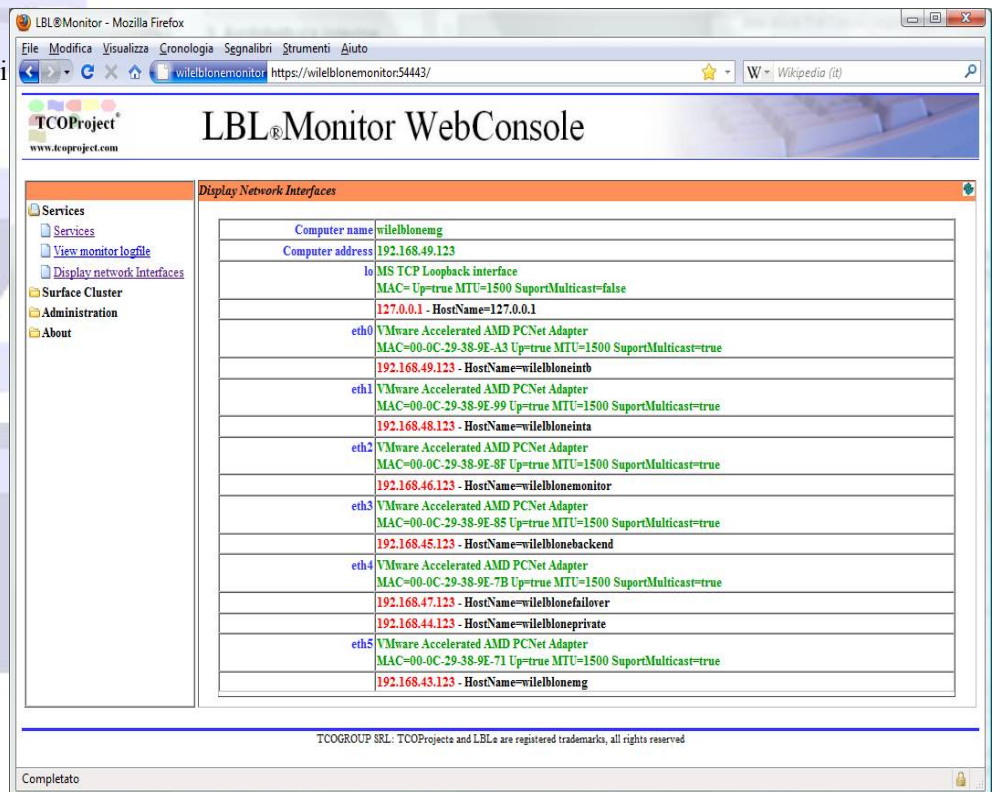 LBL®Monitor - Mozilla Firefox
File Modifica Visualizza Cronologia Segnalibri Strumenti Aiuto
i
wilelblonemonitor https://wilelblonemonitor:54443/
W Wikipedia (it)
TCOProject®
www.tcoproject.com
LBL®Monitor WebConsole
Display Network Interfaces
Services
Services
View monitor logfile
Display network Interfaces
Surface Cluster
Administration
About
Computer name wilelblonemg
Computer address 192.168.49.123
lo MS TCP Loopback interface
MAC= Up=true MTU=1500 SuportMulticast=false
127.0.0.1 - HostName=127.0.0.1
eth0 VMware Accelerated AMD PCNet Adapter
MAC=00-0C-29-38-9E-A3 Up=true MTU=1500 SuportMulticast=true
192.168.49.123 - HostName=wilelbloneintb
eth1 VMware Accelerated AMD PCNet Adapter
MAC=00-0C-29-38-9E-99 Up=true MTU=1500 SuportMulticast=true
192.168.48.123 - HostName=wilelbloneinta
eth2 VMware Accelerated AMD PCNet Adapter
MAC=00-0C-29-38-9E-8F Up=true MTU=1500 SuportMulticast=true
192.168.46.123 - HostName=wilelblonemonitor
eth3 VMware Accelerated AMD PCNet Adapter
MAC=00-0C-29-38-9E-85 Up=true MTU=1500 SuportMulticast=true
192.168.45.123 - HostName=wilelblonebackend
eth4 VMware Accelerated AMD PCNet Adapter
MAC=00-0C-29-38-9E-7B Up=true MTU=1500 SuportMulticast=true
192.168.47.123 - HostName=wilelblonefailover
192.168.44.123 - HostName=wilelbloneprivate
eth5 VMware Accelerated AMD PCNet Adapter
MAC=00-0C-29-38-9E-71 Up=true MTU=1500 SuportMulticast=true
192.168.43.123 - HostName=wilelblonemg
TCOGROUP SRL: TCOProject® and LBL® are registered trademarks, all rights reserved
Completato